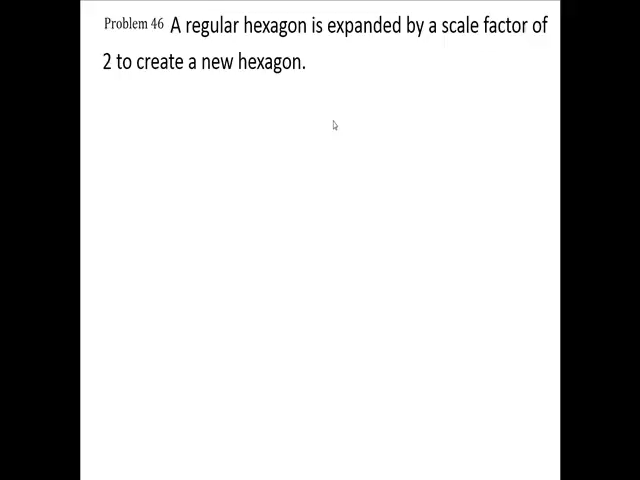 Problem 46 A regular hexagon is expanded by a scale factor of
2 to create a new hexagon.